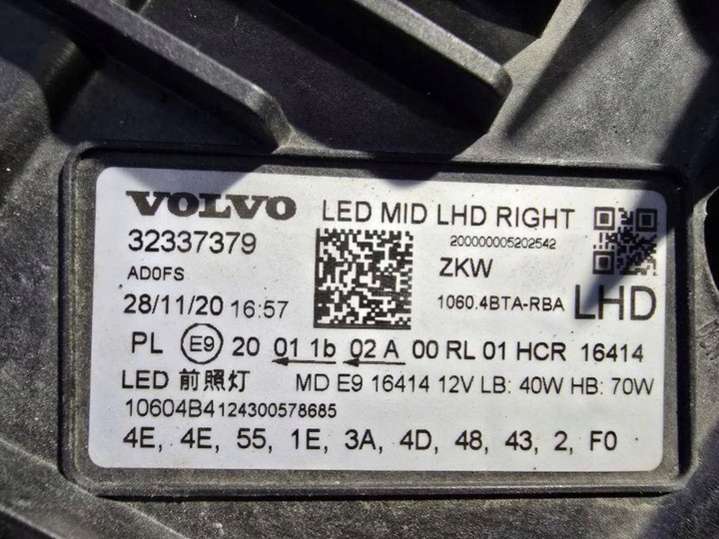 VOLVO LED MID LHD RIGHT
32337379 200000005202542
AD0FS ZKW
28/11/20 16:57 1060.4BTA-RBA LHD
PL E9 20 01 1b 02 A 00 RL 01 HCR 16414
LED 前照灯 MD E9 16414 12V LB: 40W HB: 70W
10604B4124300578685
4E, 4E, 55, 1E, 3A, 4D, 48, 43, 2, F0